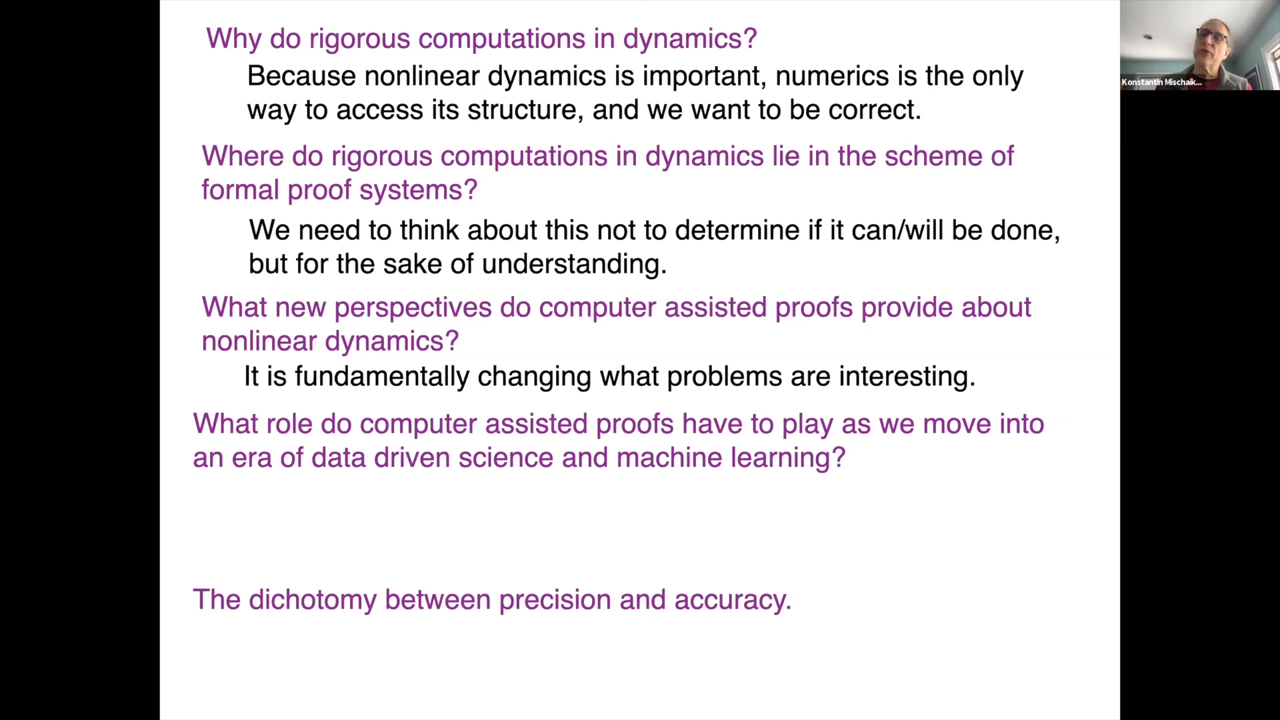 Why do rigorous computations in dynamics?
Because nonlinear dynamics is important, numerics is the only
way to access its structure, and we want to be correct.
Where do rigorous computations in dynamics lie in the scheme of
formal proof systems?
We need to think about this not to determine if it can/will be done,
but for the sake of understanding.
What new perspectives do computer assisted proofs provide about
nonlinear dynamics?
It is fundamentally changing what problems are interesting.
What role do computer assisted proofs have to play as we move into
an era of data driven science and machine learning?
The dichotomy between precision and accuracy.
Konstantin Mischaik...